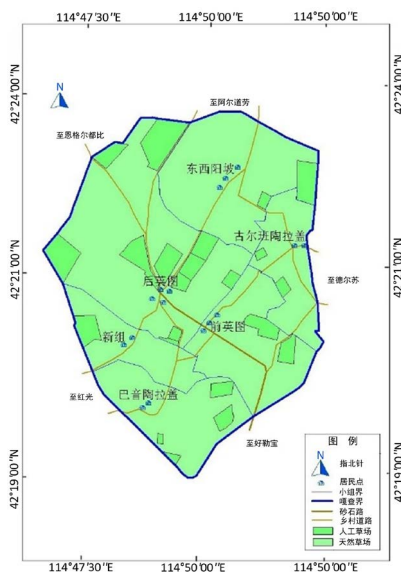 114°47'30"N
114°50'00"E
114°50'00"E
42°24'00"N
42°24'00"N
N
至阿尔道劳
至恩格尔都比
东西阳坡
古尔班陶拉盖
42°21'00"N
42°21'00"N
至德尔苏
后英图
前英图
新组
至红光
巴音陶拉盖
至好勒宝
图 例
N
指北针
居民点
小组界
嘎查界
砂石路
乡村道路
人工草场
天然草场
42°19'00"N
42°19'00"N
114°47'30"E
114°50'00"E
114°50'00"E